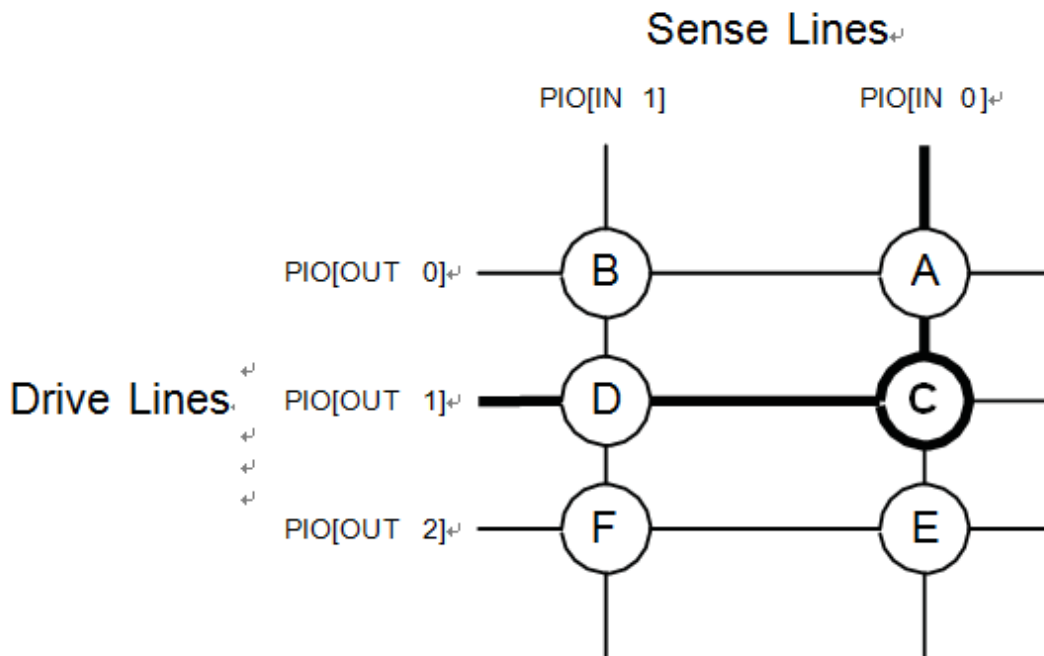 Sense Lines
PIO[IN 1] PIO[IN 0]
PIO[OUT 0] B A
Drive Lines PIO[OUT 1] D C
PIO[OUT 2] F E